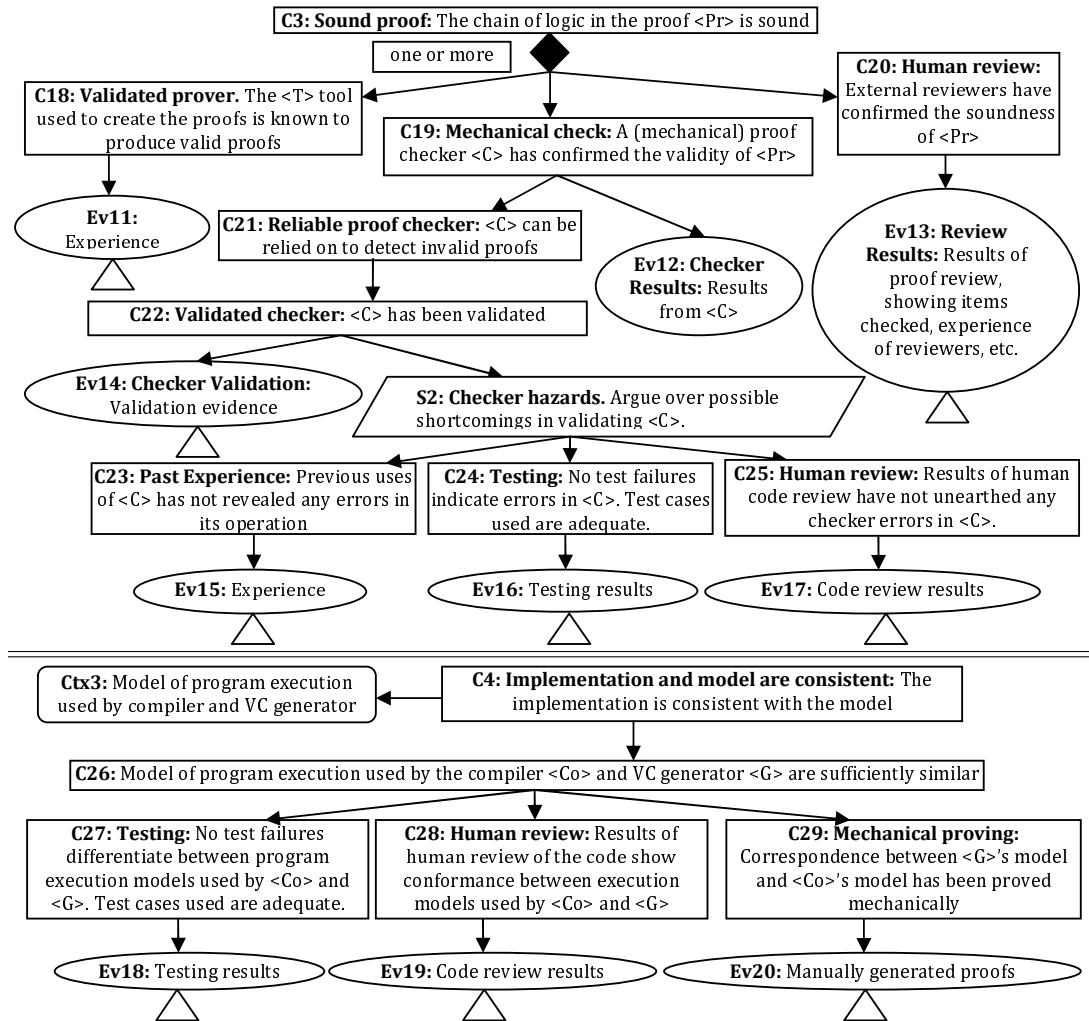 C3: Sound proof: The chain of logic in the proof <Pr> is sound
one or more
C18: Validated prover. The <T> tool
used to create the proofs is known to
produce valid proofs
C19: Mechanical check: A (mechanical) proof
checker <C> has confirmed the validity of <Pr>
C20: Human review:
External reviewers have
confirmed the soundness
of <Pr>
Ev11:
Experience
C21: Reliable proof checker: <C> can be
relied on to detect invalid proofs
Ev12: Checker
Results: Results
from <C>
Ev13: Review
Results: Results of
proof review,
showing items
checked, experience
of reviewers, etc.
C22: Validated checker: <C> has been validated
Ev14: Checker Validation:
Validation evidence
S2: Checker hazards. Argue over possible
shortcomings in validating <C>.
C23: Past Experience: Previous uses
of <C> has not revealed any errors in
its operation
C24: Testing: No test failures
indicate errors in <C>. Test cases
used are adequate.
C25: Human review: Results of human
code review have not unearthed any
checker errors in <C>.
Ev15: Experience
Ev16: Testing results
Ev17: Code review results
Ctx3: Model of program execution
used by compiler and VC generator
C4: Implementation and model are consistent: The
implementation is consistent with the model
C26: Model of program execution used by the compiler <Co> and VC generator <G> are sufficiently similar
C27: Testing: No test failures
differentiate between program
execution models used by <Co> and
<G>. Test cases used are adequate.
C28: Human review: Results of
human review of the code show
conformance between execution
models used by <Co> and <G>
C29: Mechanical proving:
Correspondence between <G>'s model
and <Co>'s model has been proved
mechanically
Ev18: Testing results
Ev19: Code review results
Ev20: Manually generated proofs